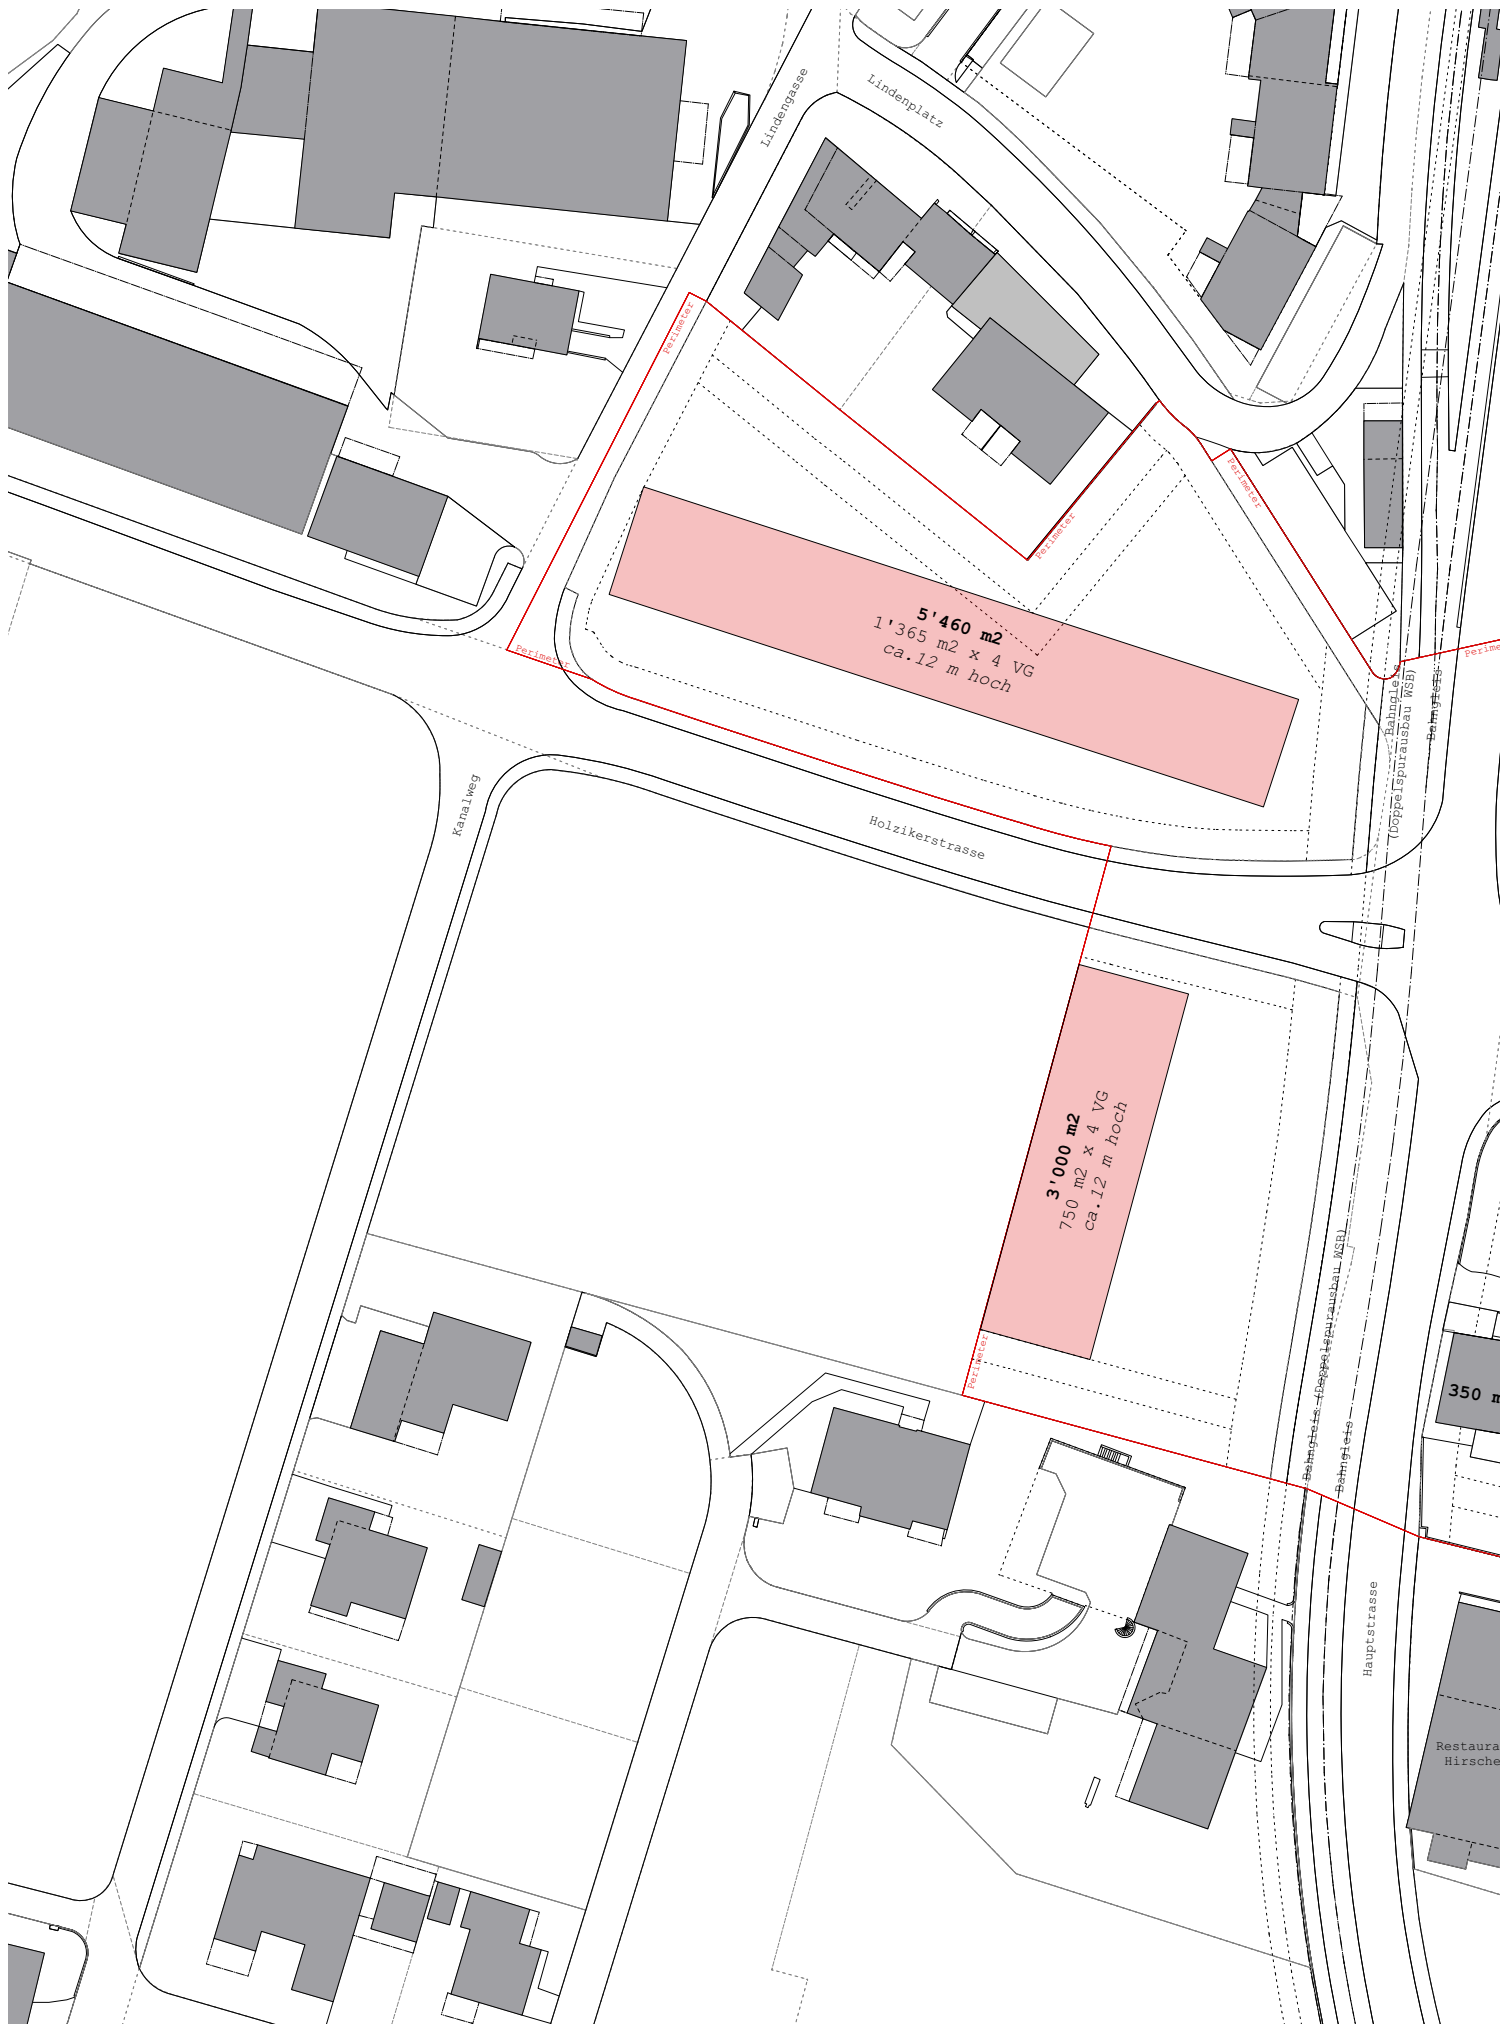 Lindengasse
Lindenplatz
Perimeter
Perimeter
Perimeter
Perimeter
5'460 m2
1'365 m2 x 4 VG
ca.12 m hoch
Bahngleis
(Doppelspurausbau WSB)
Bahngleis
Kanalweg
Holzikerstrasse
3'000 m2
750 m2 x 4 VG
ca.12 m hoch
Perimeter
Bahngleis (Doppelspurausbau WSB)
Bahngleis
350 m
Hauptstrasse
Restaura
Hirsche